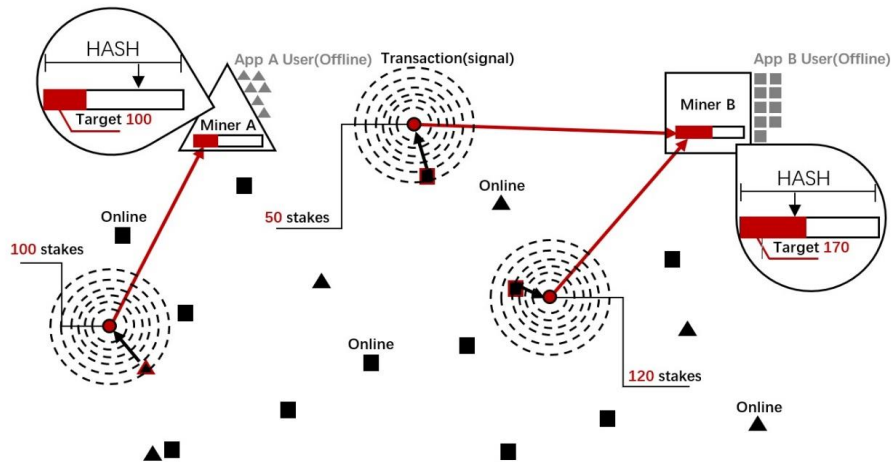 HASH
Target 100
App A User(Offline)
Miner A
Transaction(signal)
App B User(Offline)
Miner B
HASH
Target 170
Online
50 stakes
Online
100 stakes
Online
120 stakes
Online